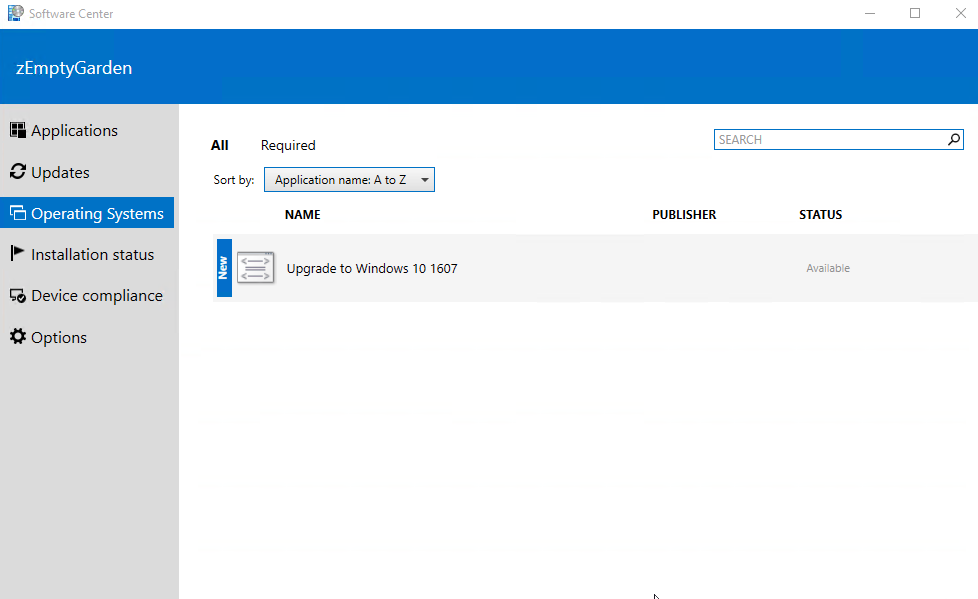 Software Center
zEmptyGarden
Applications
Updates
Operating Systems
Installation status
Device compliance
Options
All Required
SEARCH
Sort by: Application name: A to Z
NAME PUBLISHER STATUS
New Upgrade to Windows 10 1607 Available